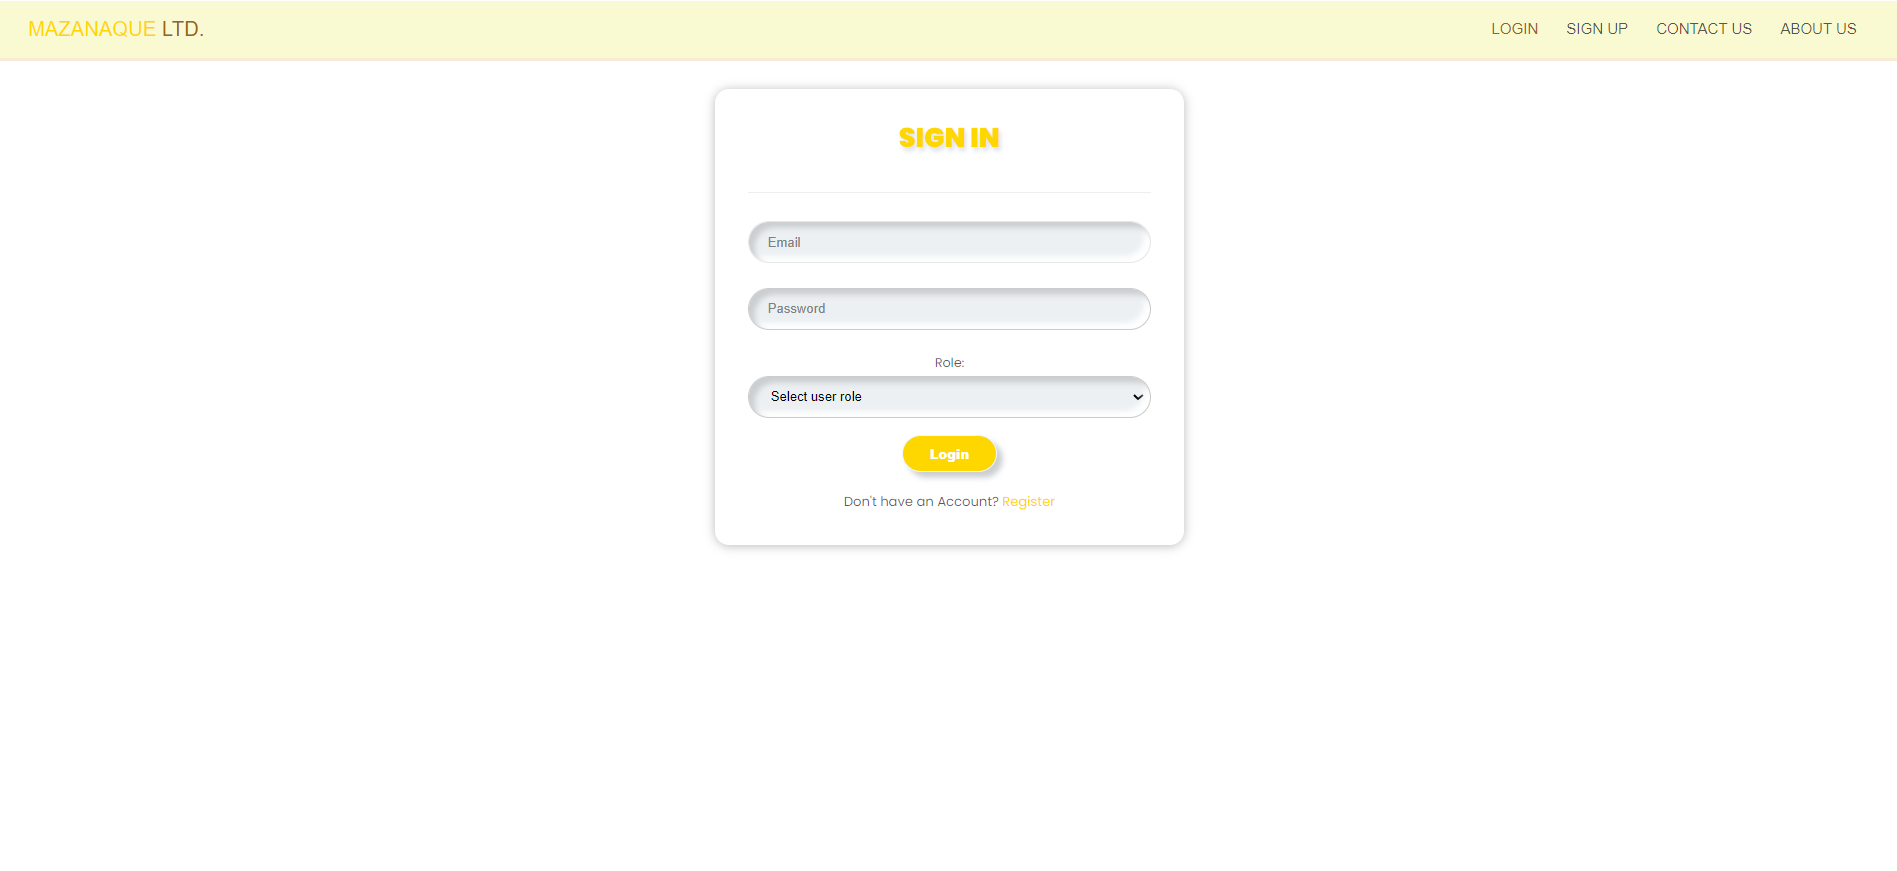 MAZANAQUE LTD. LOGIN SIGN UP CONTACT US ABOUT US
SIGN IN
Email
Password
Role:
Select user role
Login
Don't have an Account? Register